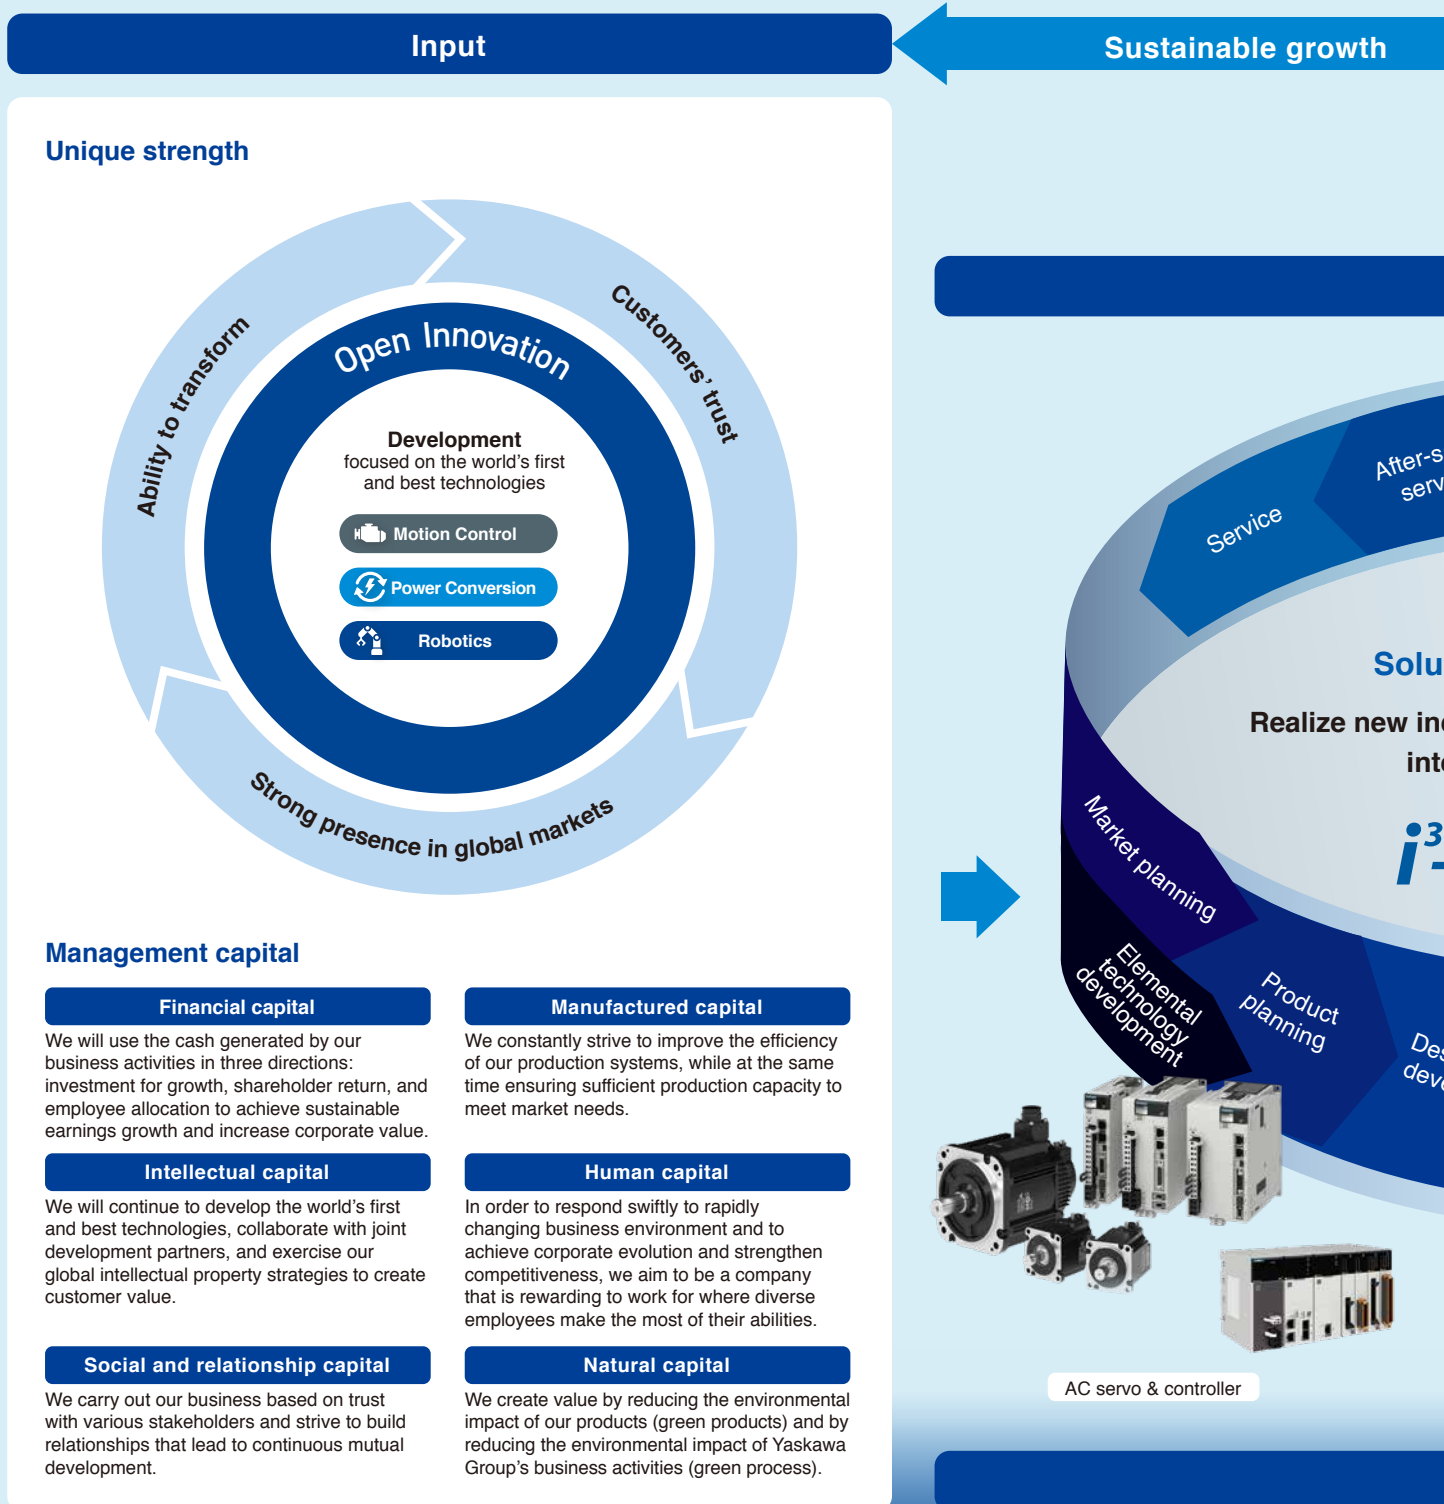 Input
Sustainable growth
Unique strength
Ability to transform
Customers’ trust
Strong presence in global markets
Open Innovation
Development
focused on the world’s first
and best technologies
Motion Control
Power Conversion
Robotics
Management capital
Financial capital
We will use the cash generated by our
business activities in three directions:
investment for growth, shareholder return, and
employee allocation to achieve sustainable
earnings growth and increase corporate value.
Manufactured capital
We constantly strive to improve the efficiency
of our production systems, while at the same
time ensuring sufficient production capacity to
meet market needs.
Intellectual capital
We will continue to develop the world’s first
and best technologies, collaborate with joint
development partners, and exercise our
global intellectual property strategies to create
customer value.
Human capital
In order to respond swiftly to rapidly
changing business environment and to
achieve corporate evolution and strengthen
competitiveness, we aim to be a company
that is rewarding to work for where diverse
employees make the most of their abilities.
Social and relationship capital
We carry out our business based on trust
with various stakeholders and strive to build
relationships that lead to continuous mutual
development.
Natural capital
We create value by reducing the environmental
impact of our products (green products) and by
reducing the environmental impact of Yaskawa
Group’s business activities (green process).
Service
After-s
serv
Solu
Realize new in
inte
i³-
Market planning
Elemental
technology
development
Product
planning
Des
deve
AC servo & controller